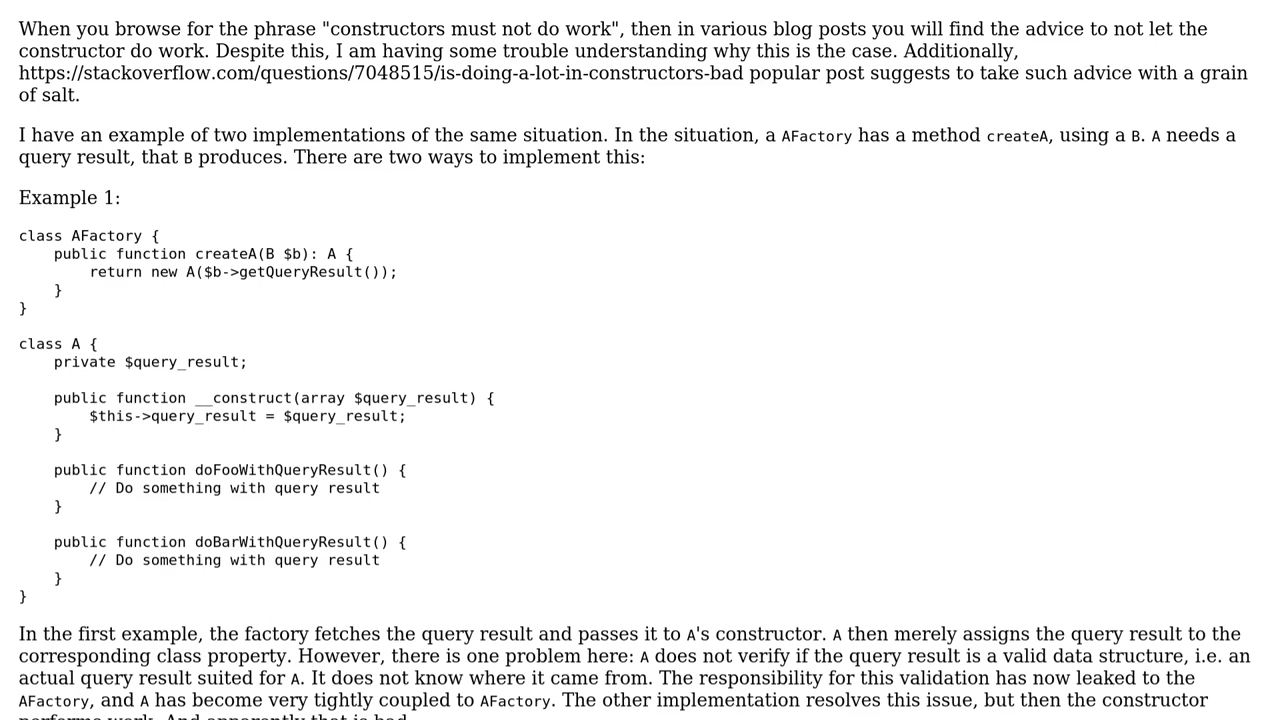 When you browse for the phrase "constructors must not do work", then in various blog posts you will find the advice to not let the
constructor do work. Despite this, I am having some trouble understanding why this is the case. Additionally,
https://stackoverflow.com/questions/7048515/is-doing-a-lot-in-constructors-bad popular post suggests to take such advice with a grain
of salt.
I have an example of two implementations of the same situation. In the situation, a AFactory has a method createA, using a B. A needs a
query result, that B produces. There are two ways to implement this:
Example 1:
class AFactory {
    public function createA(B $b): A {
        return new A($b->getQueryResult());
    }
}
class A {
    private $query_result;
    public function __construct(array $query_result) {
        $this->query_result = $query_result;
    }
    public function doFooWithQueryResult() {
        // Do something with query result
    }
    public function doBarWithQueryResult() {
        // Do something with query result
    }
}
In the first example, the factory fetches the query result and passes it to A's constructor. A then merely assigns the query result to the
corresponding class property. However, there is one problem here: A does not verify if the query result is a valid data structure, i.e. an
actual query result suited for A. It does not know where it came from. The responsibility for this validation has now leaked to the
AFactory, and A has become very tightly coupled to AFactory. The other implementation resolves this issue, but then the constructor
performs work. And apparently that is bad.